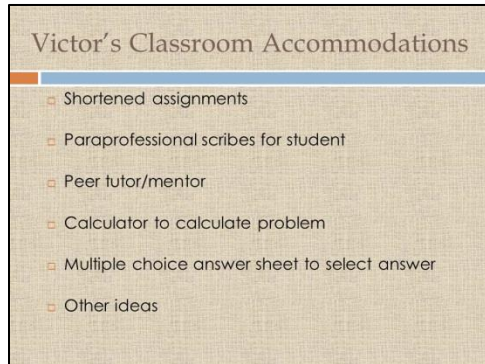 Victor's Classroom Accommodations
Shortened assignments
Paraprofessional scribes for student
Peer tutor/mentor
Calculator to calculate problem
Multiple choice answer sheet to select answer
Other ideas